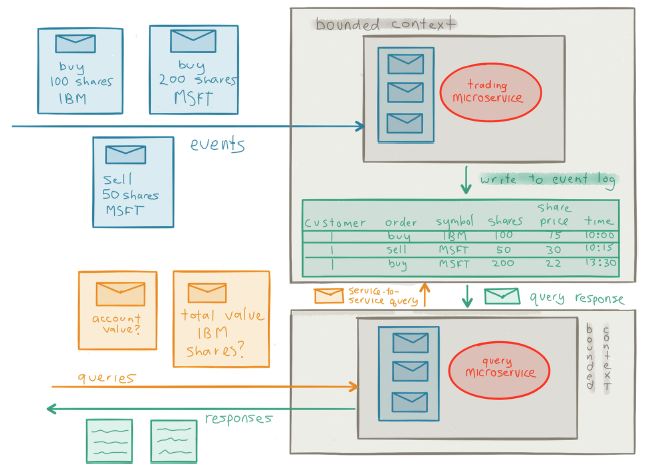 bounded context
buy
100 shares
IBM
buy
200 shares
MSFT
trading
microservice
events
sell
50 shares
MSFT
write to event log
customer order symbol shares share price time
1 buy IBM 100 75 10:00
1 sell MSFT 50 30 10:15
1 buy MSFT 200 22 13:30
service-to-
service query
query response
account
value?
total value
IBM
shares?
query
microservice
bounded
context
queries
responses